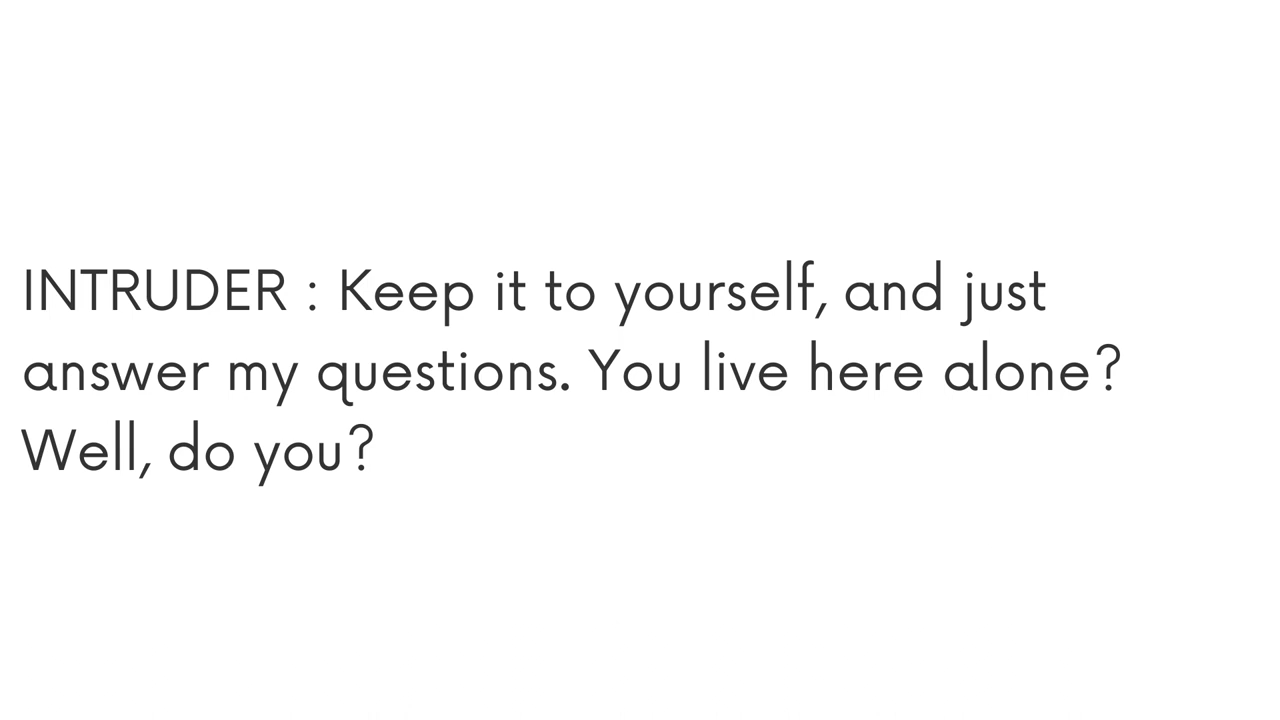 INTRUDER : Keep it to yourself, and just
answer my questions. You live here alone?
Well, do you?